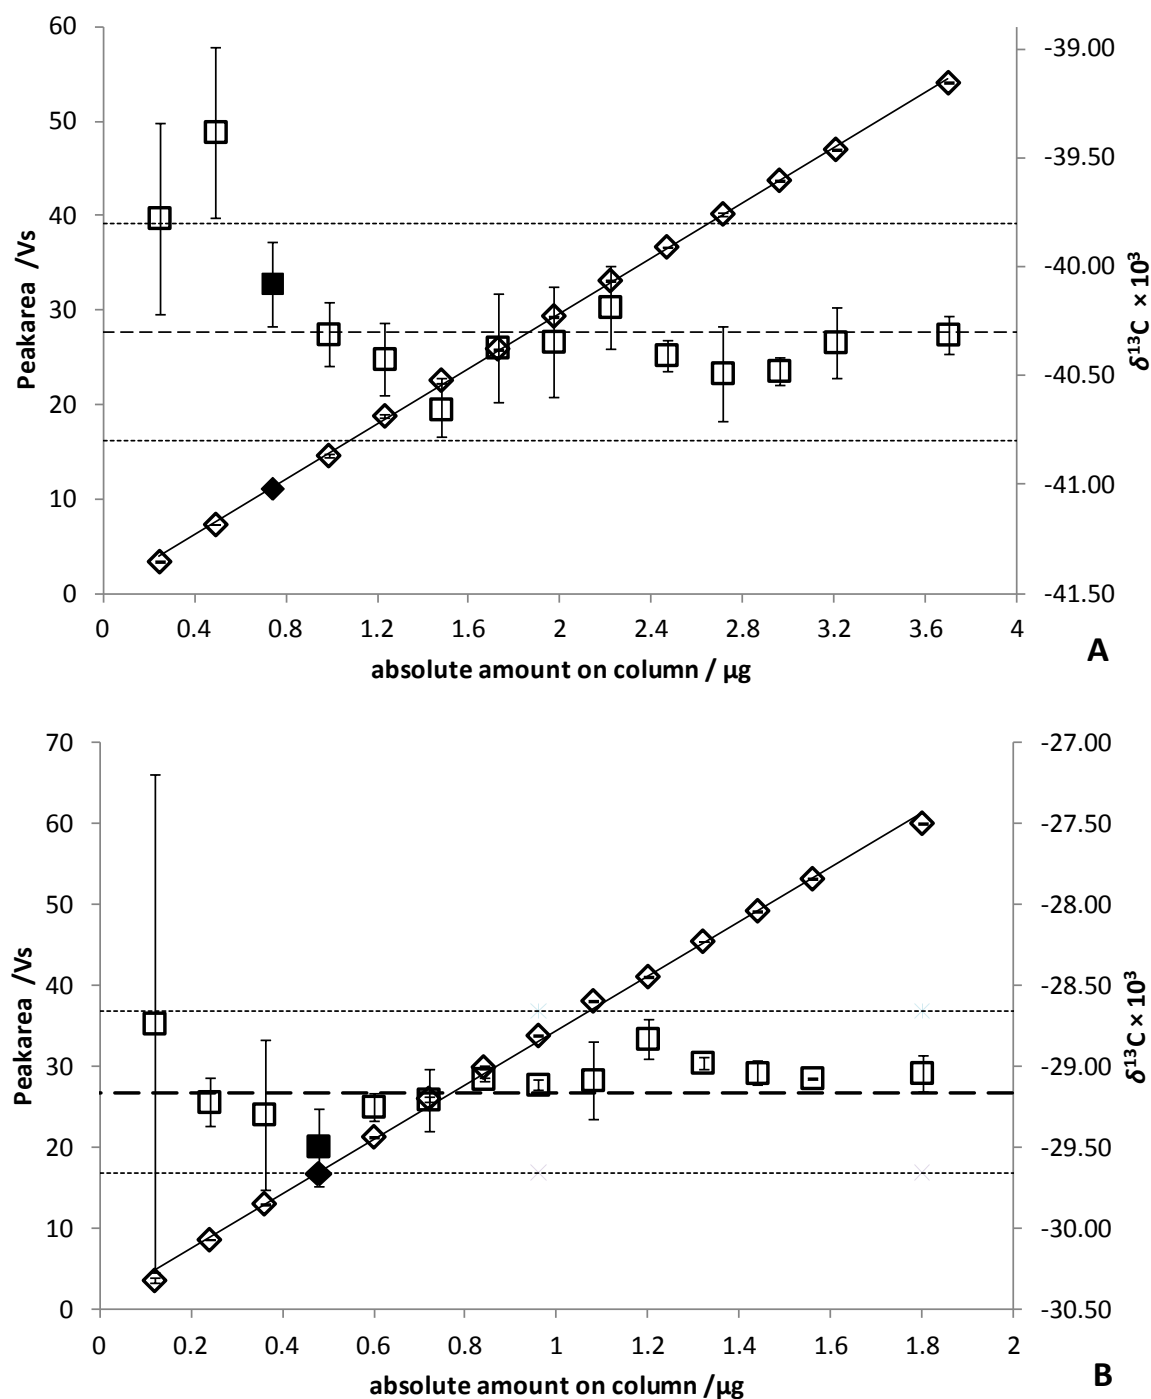 60
50
40
30
20
10
0
Peakarea /Vs
-39.00
-39.50
-40.00
-40.50
-41.00
-41.50
δ¹³C × 10³
0 0.4 0.8 1.2 1.6 2 2.4 2.8 3.2 3.6 4
absolute amount on column / µg
A
70
60
50
40
30
20
10
0
Peakarea /Vs
-27.00
-27.50
-28.00
-28.50
-29.00
-29.50
-30.00
-30.50
δ¹³C × 10³
0 0.2 0.4 0.6 0.8 1 1.2 1.4 1.6 1.8 2
absolute amount on column /µg
B